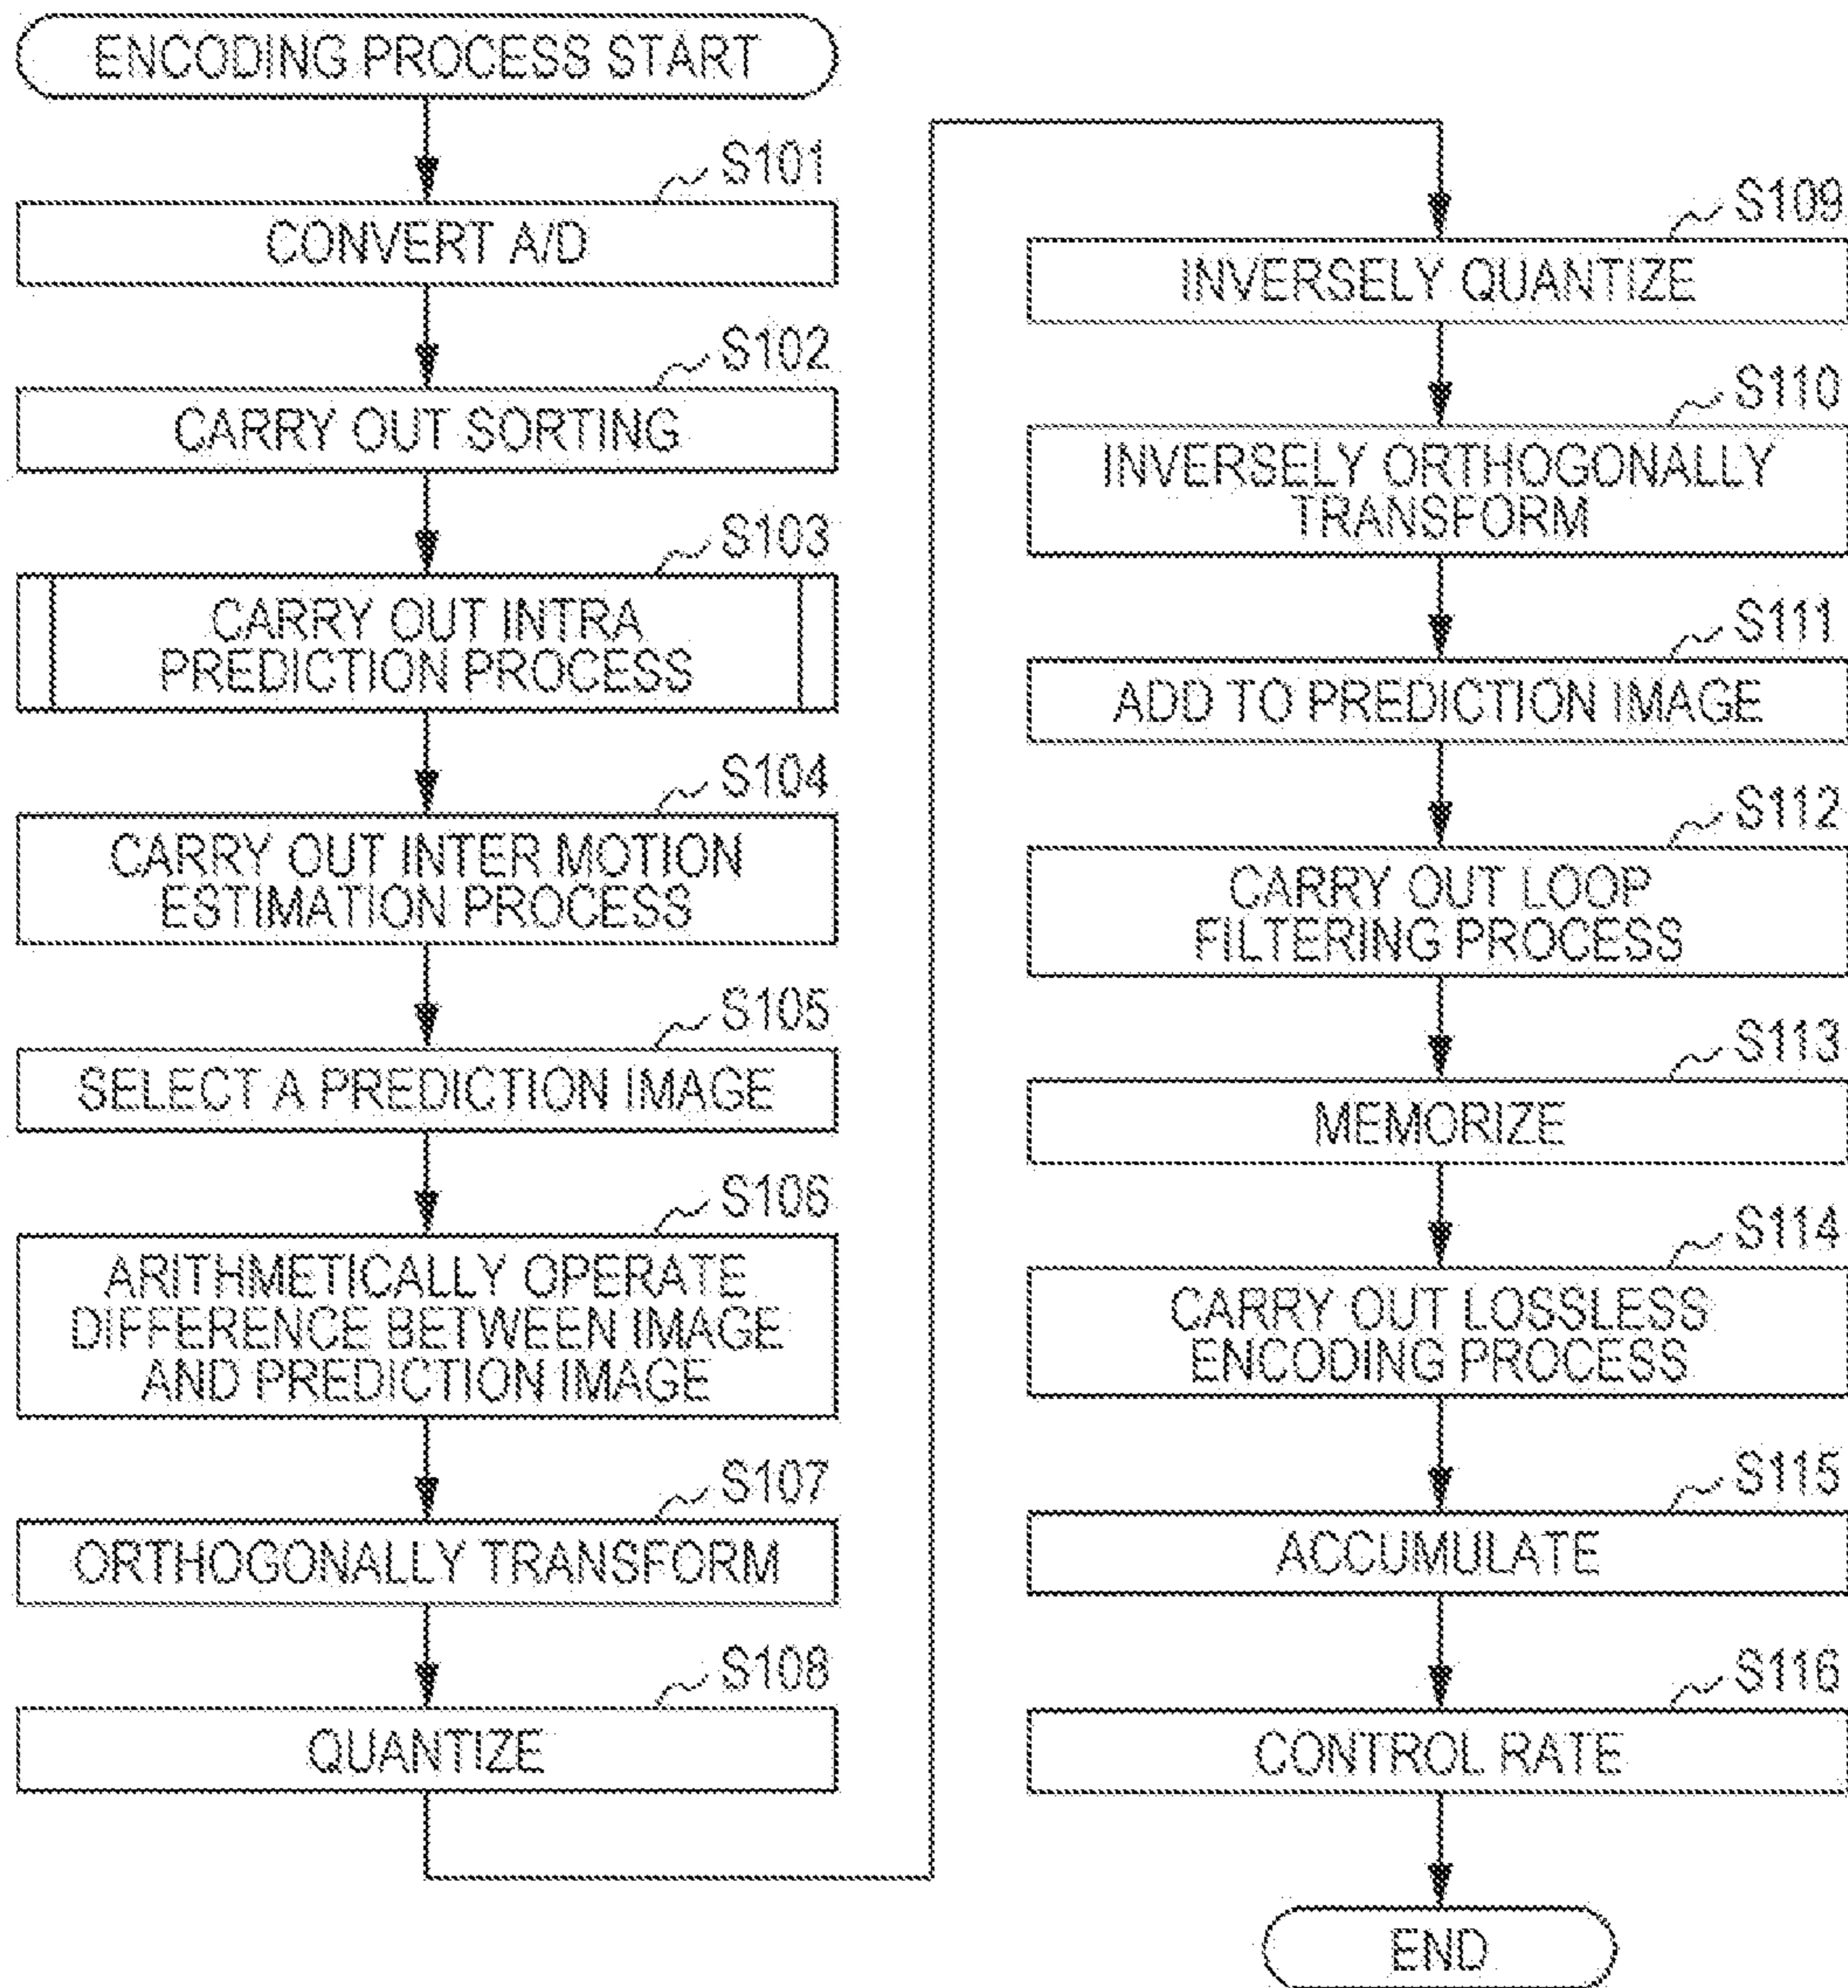 ENCODING PROCESS START
S101
CONVERT A/D
S102
CARRY OUT SORTING
S103
CARRY OUT INTRA
PREDICTION PROCESS
S104
CARRY OUT INTER MOTION
ESTIMATION PROCESS
S105
SELECT A PREDICTION IMAGE
S106
ARITHMETICALLY OPERATE
DIFFERENCE BETWEEN IMAGE
AND PREDICTION IMAGE
S107
ORTHOGONALLY TRANSFORM
S108
QUANTIZE
S109
INVERSELY QUANTIZE
S110
INVERSELY ORTHOGONALLY
TRANSFORM
S111
ADD TO PREDICTION IMAGE
S112
CARRY OUT LOOP
FILTERING PROCESS
S113
MEMORIZE
S114
CARRY OUT LOSSLESS
ENCODING PROCESS
S115
ACCUMULATE
S116
CONTROL RATE
END